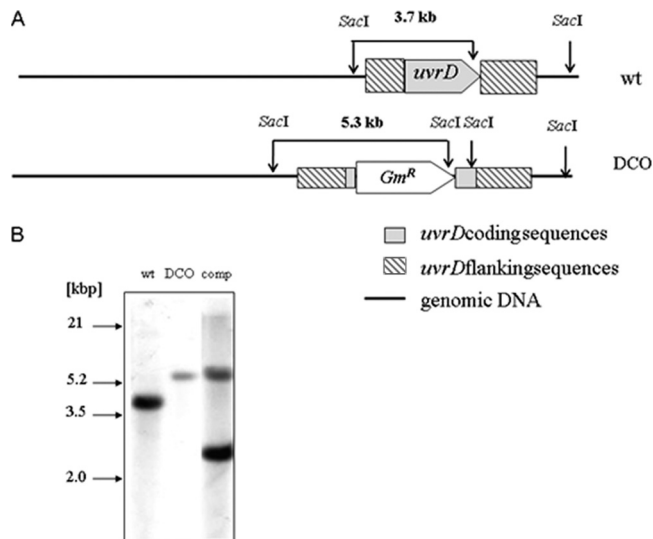 A
SacI 3.7 kb SacI
uvrD
wt
SacI 5.3 kb SacI SacI SacI
GmR
DCO
B
uvrDcodingsequences
uvrDflankingsequences
genomic DNA
wt DCO comp
[kbp]
21
5.2
3.5
2.0